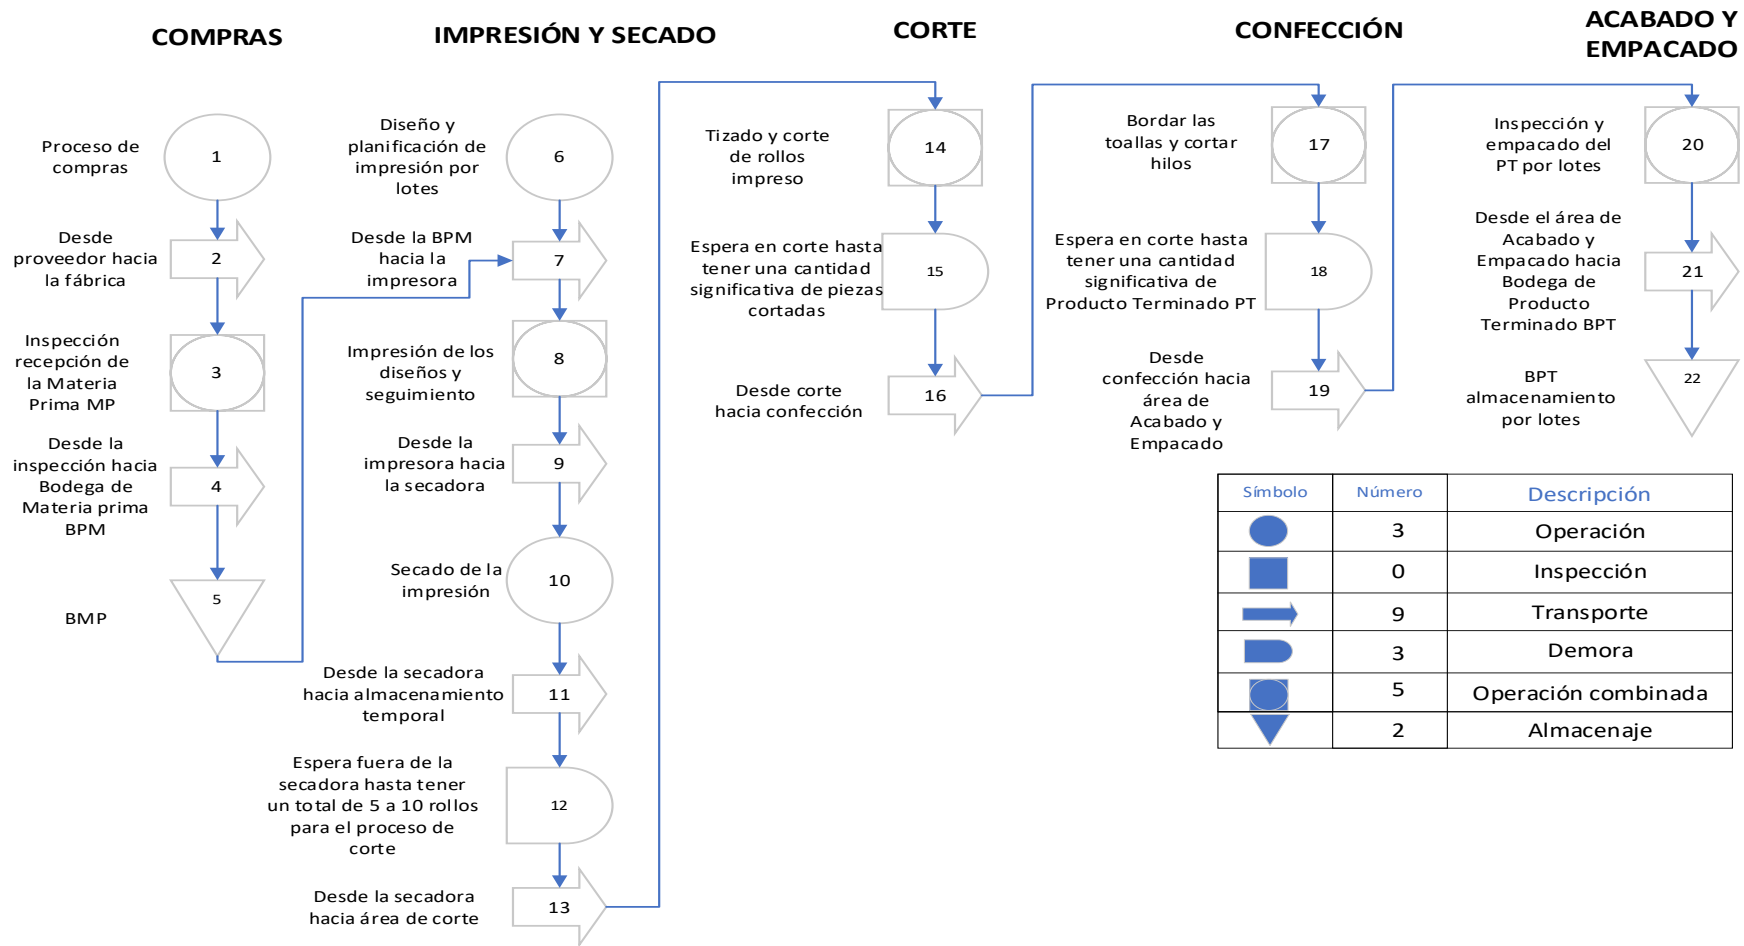 COMPRAS
Proceso de
compras
1
Desde
proveedor hacia
la fábrica
2
Inspección
recepción de
la Materia
Prima MP
3
Desde la
inspección hacia
Bodega de
Materia prima
BPM
4
BMP
5
IMPRESIÓN Y SECADO
Diseño y
planificación de
impresión por
lotes
6
Desde la BPM
hacia la
impresora
7
Impresión de los
diseños y
seguimiento
8
Desde la
impresora hacia
la secadora
9
Secado de la
impresión
10
Desde la secadora
hacia almacenamiento
temporal
11
Espera fuera de la
secadora hasta tener
un total de 5 a 10 rollos
para el proceso de
corte
12
Desde la secadora
hacia área de corte
13
CORTE
Tizado y corte
de rollos
impreso
14
Espera en corte hasta
tener una cantidad
significativa de piezas
cortadas
15
Desde corte
hacia confección
16
CONFECCIÓN
Bordar las
toallas y cortar
hilos
17
Espera en corte hasta
tener una cantidad
significativa de
Producto Terminado PT
18
Desde
confección hacia
área de
Acabado y
Empacado
19
ACABADO Y
EMPACADO
Inspección y
empacado del
PT por lotes
20
Desde el área de
Acabado y
Empacado hacia
Bodega de
Producto
Terminado BPT
21
BPT
almacenamiento
por lotes
22
Símbolo Número Descripción
3 Operación
0 Inspección
9 Transporte
3 Demora
5 Operación combinada
2 Almacenaje